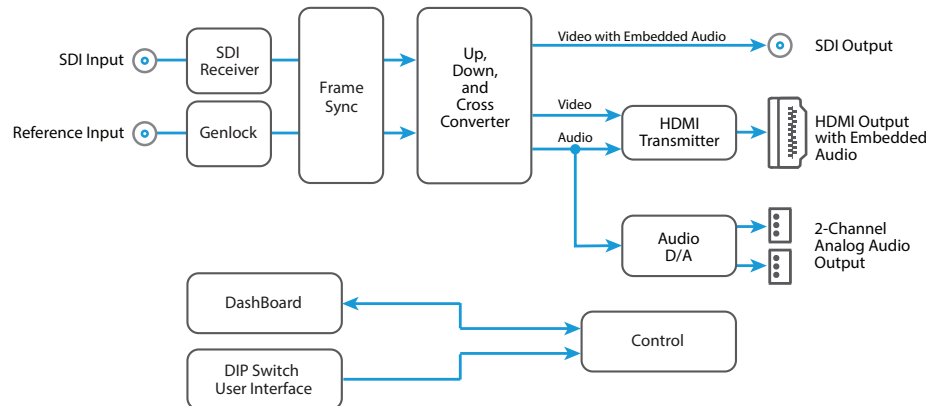 SDI Input
SDI
Receiver
Reference Input
Genlock
Frame
Sync
Up,
Down,
and
Cross
Converter
Video with Embedded Audio
SDI Output
Video
Audio
HDMI
Transmitter
HDMI Output
with Embedded
Audio
Audio
D/A
2-Channel
Analog Audio
Output
DashBoard
DIP Switch
User Interface
Control